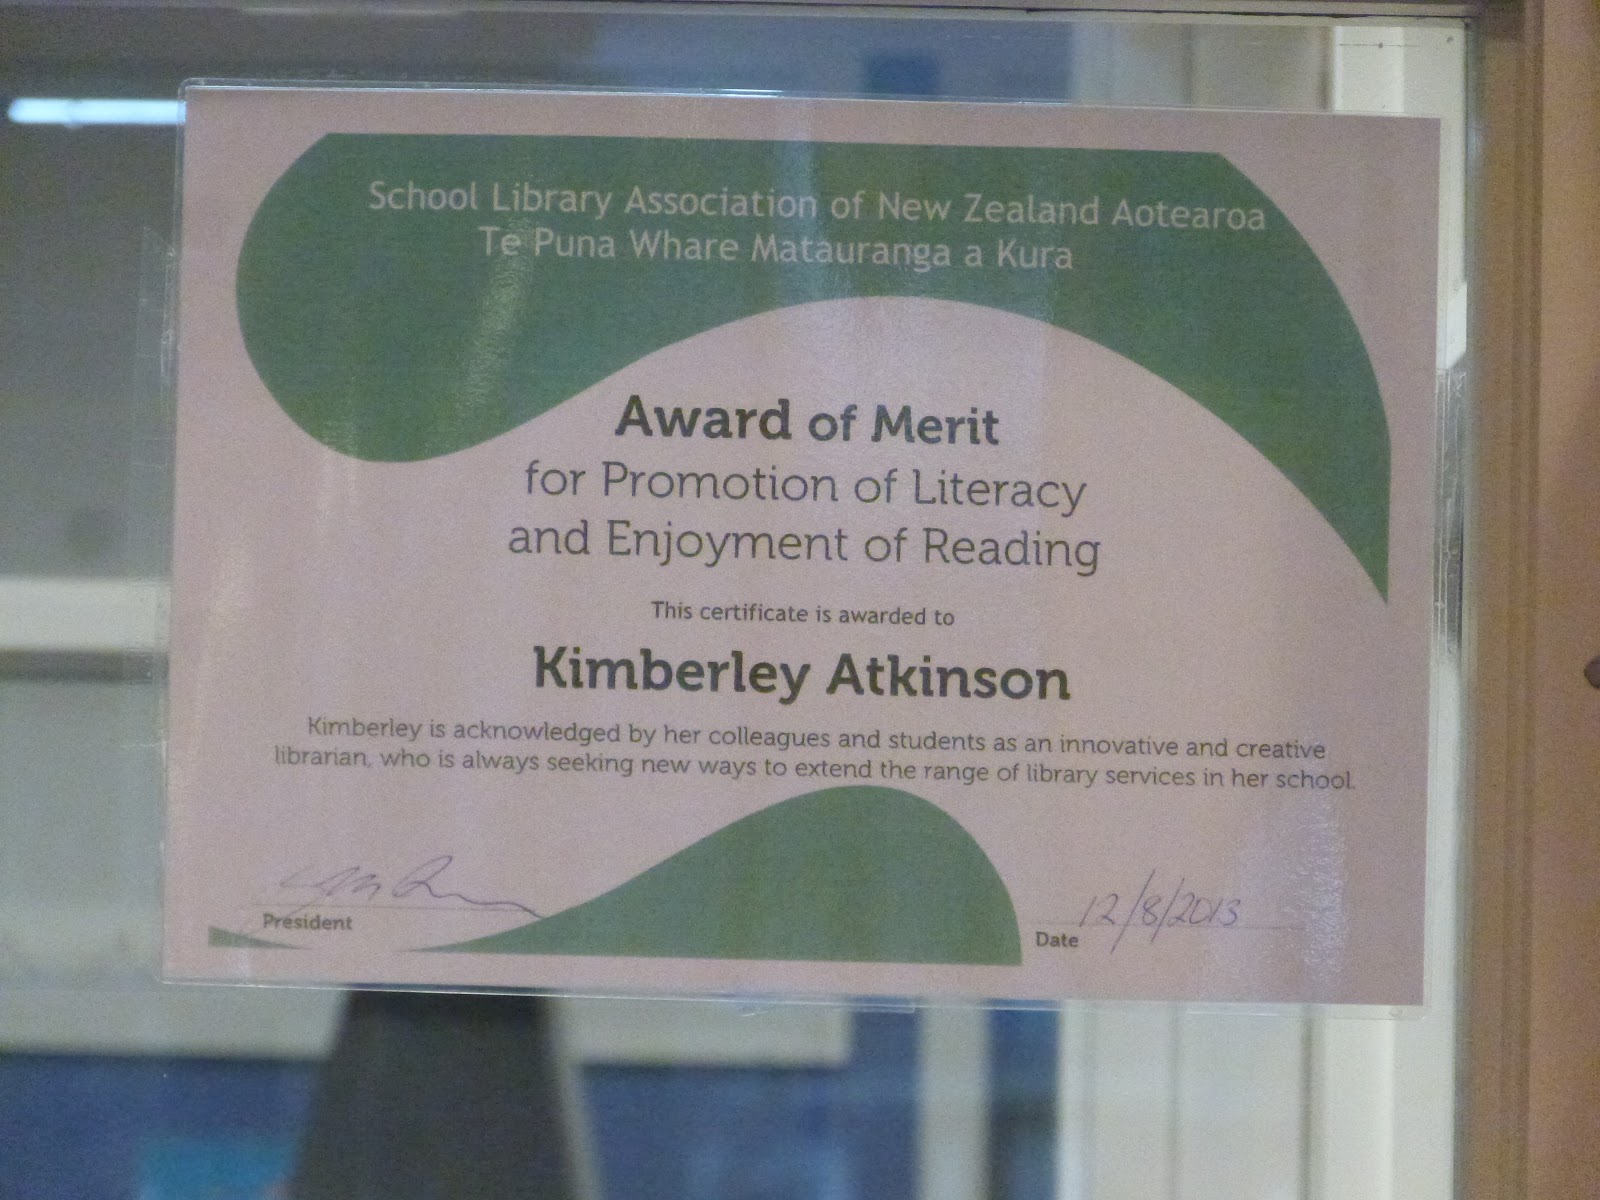 School Library Association of New Zealand Aotearoa
Te Puna Whare Matauranga a Kura
Award of Merit
for Promotion of Literacy
and Enjoyment of Reading
This certificate is awarded to
Kimberley Atkinson
Kimberley is acknowledged by her colleagues and students as an innovative and creative
librarian, who is always seeking new ways to extend the range of library services in her school.
President
Date 12/8/2013